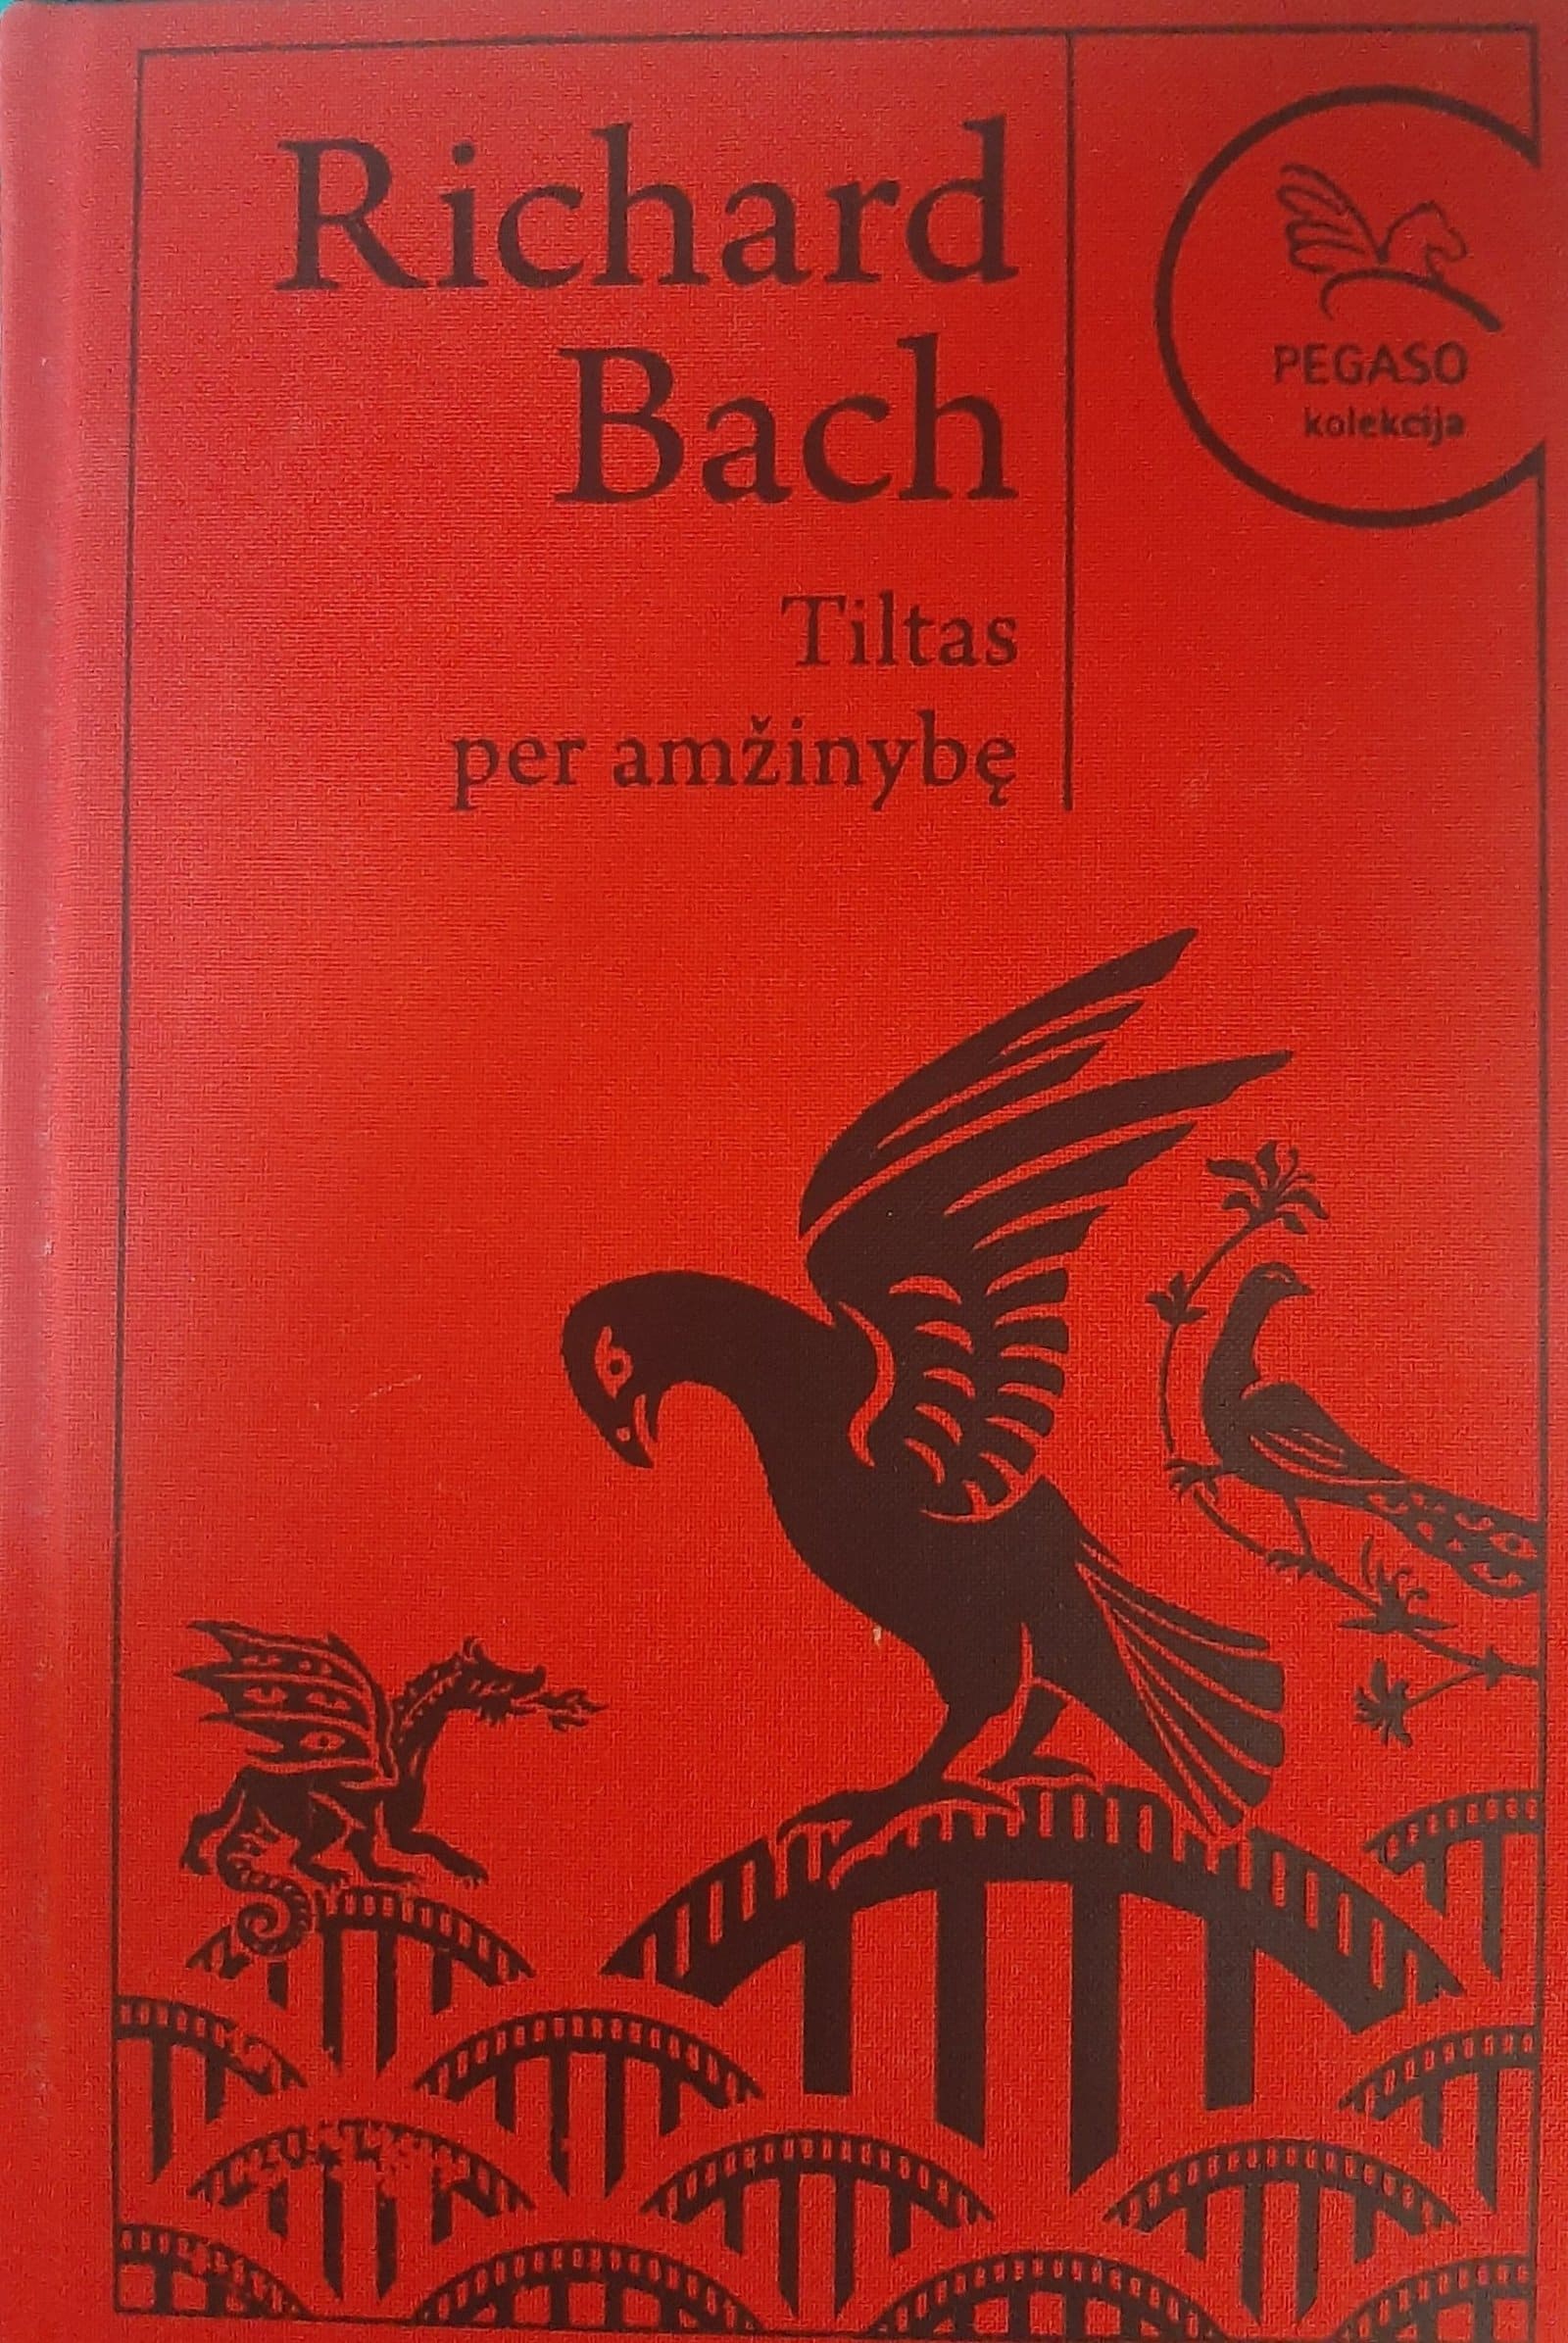 Richard
Bach
Tiltas
per amžinybę
PEGASO
kolekcija